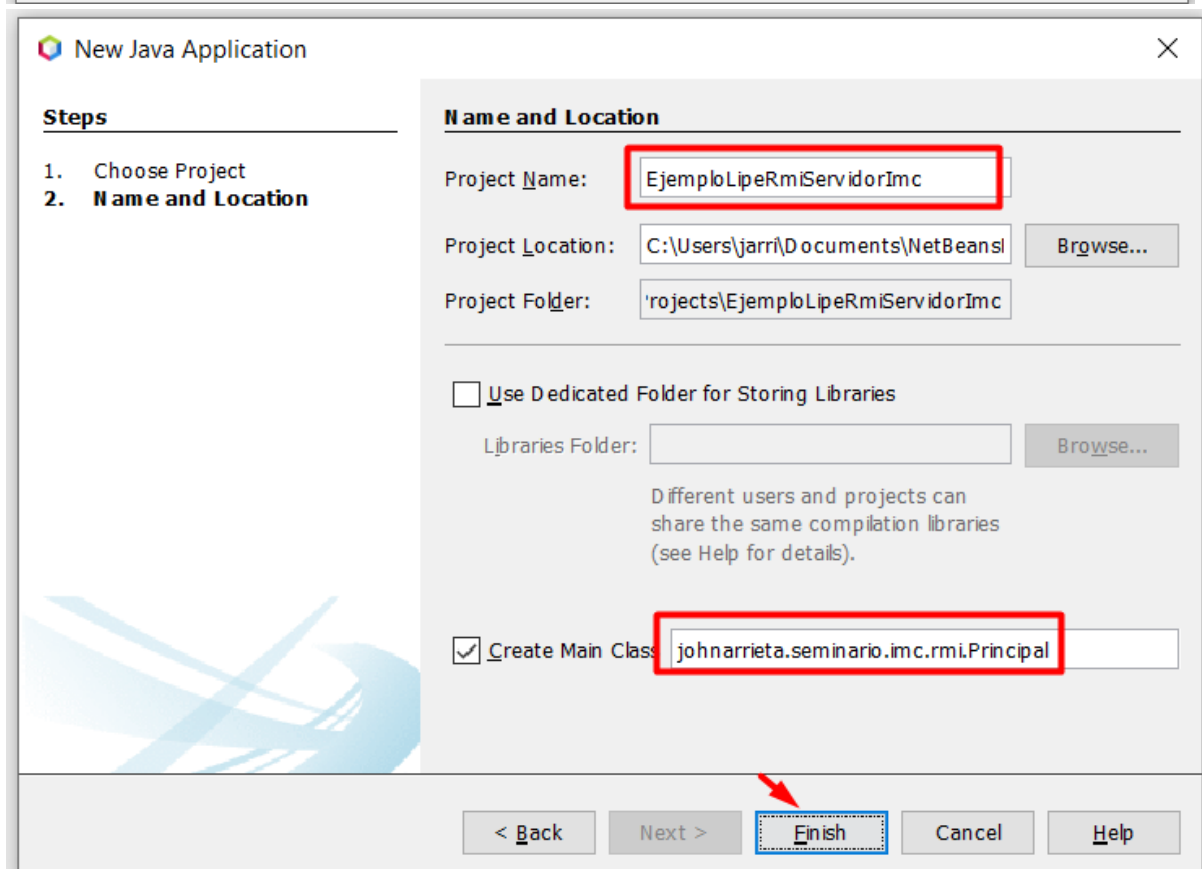 New Java Application
Steps
1. Choose Project
2. Name and Location
Name and Location
Project Name: EjemploLipeRmiServidorImc
Project Location: C:\Users\jarri\Documents\NetBeansl Browse...
Project Folder: 'rojects\EjemploLipeRmiServidorImc
Use Dedicated Folder for Storing Libraries
Libraries Folder: Browse...
Different users and projects can
share the same compilation libraries
(see Help for details).
Create Main Class johnarrieta.seminario.imc.rmi.Principal
< Back Next > Finish Cancel Help